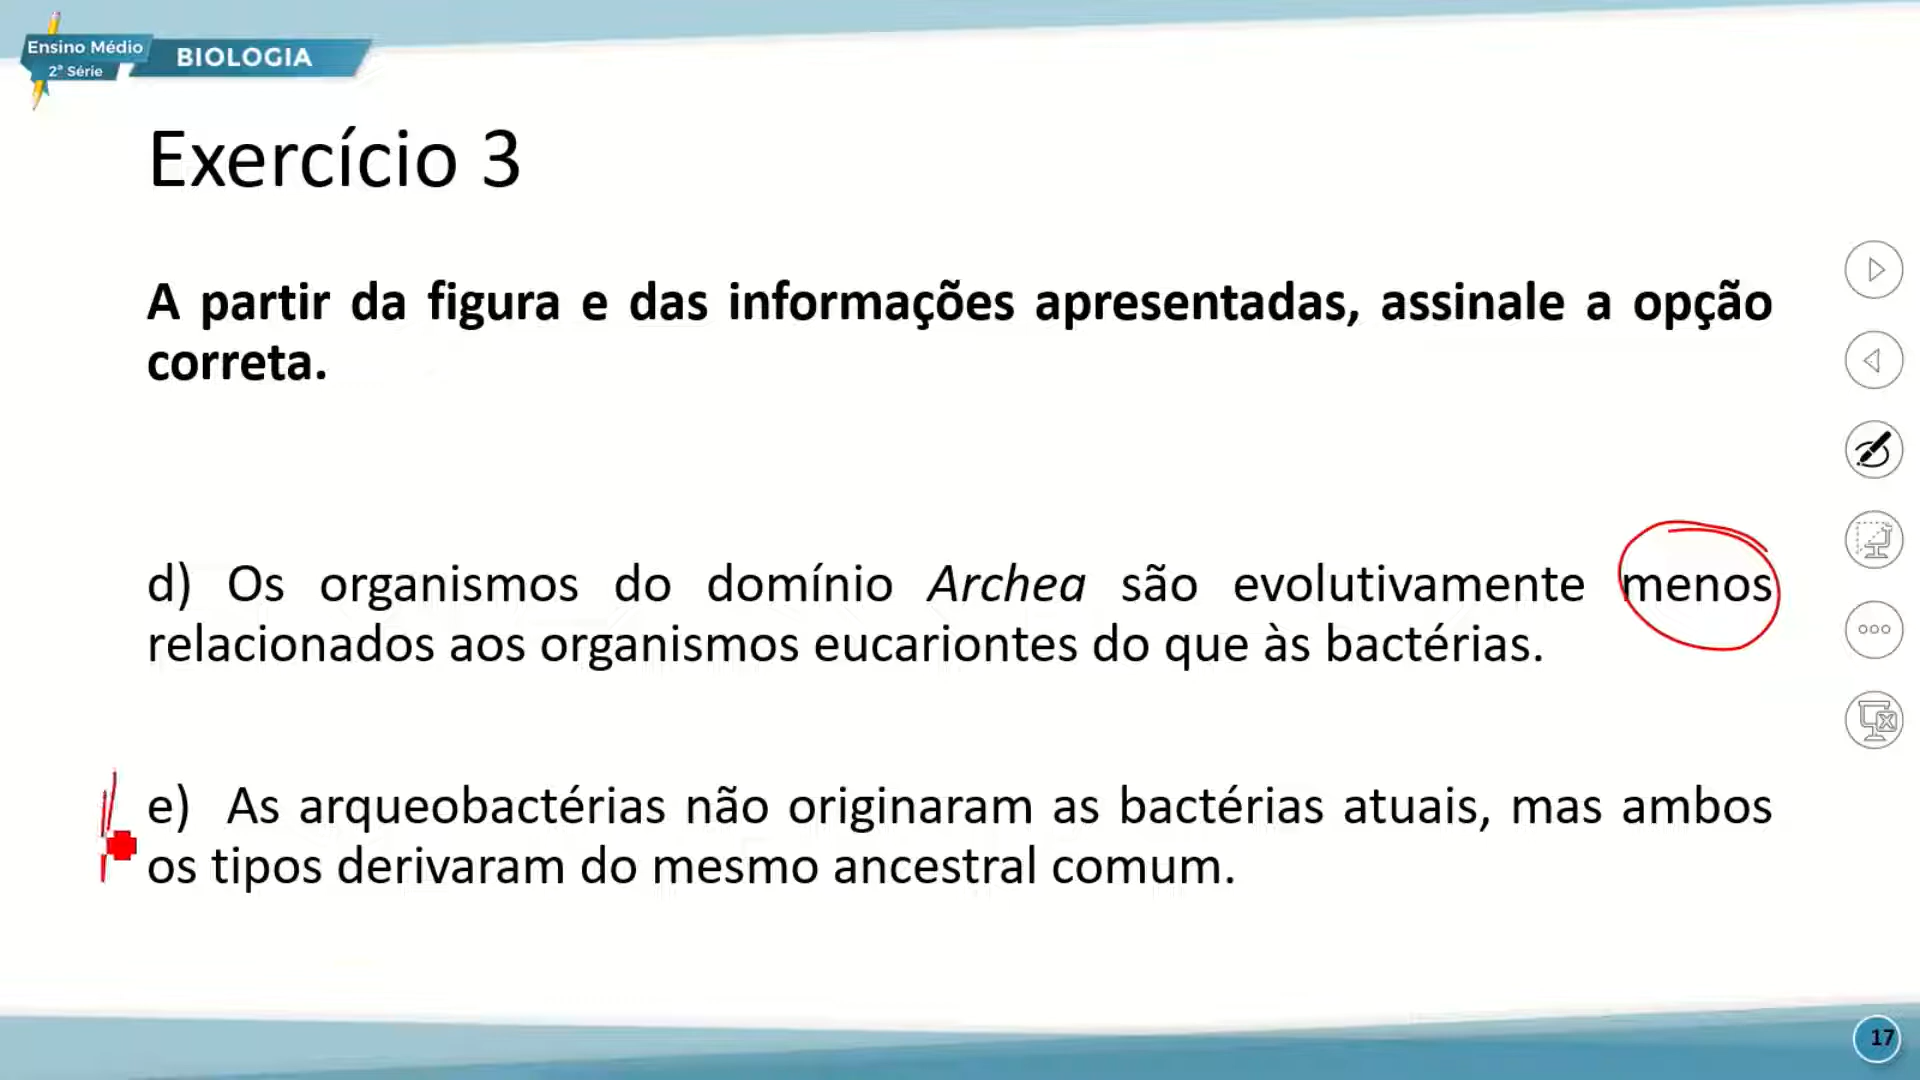 Ensino Médio
2ª Série
BIOLOGIA
Exercício 3
A partir da figura e das informações apresentadas, assinale a opção
correta.
d) Os organismos do domínio Archea são evolutivamente menos
relacionados aos organismos eucariontes do que às bactérias.
e) As arqueobactérias não originaram as bactérias atuais, mas ambos
os tipos derivaram do mesmo ancestral comum.
17